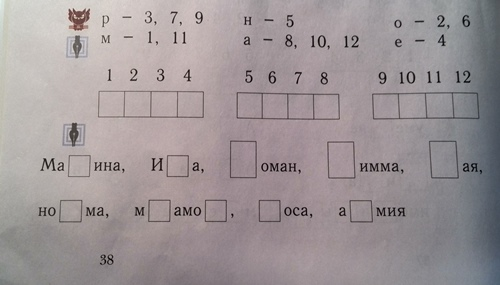 р – 3, 7, 9 н – 5 о – 2, 6
м – 1, 11 а – 8, 10, 12 е – 4
1 2 3 4 5 6 7 8 9 10 11 12
Ма□ина, И□а, □оман, □имма, □ая,
но□ма, м□амо□, □оса, а□мия
38